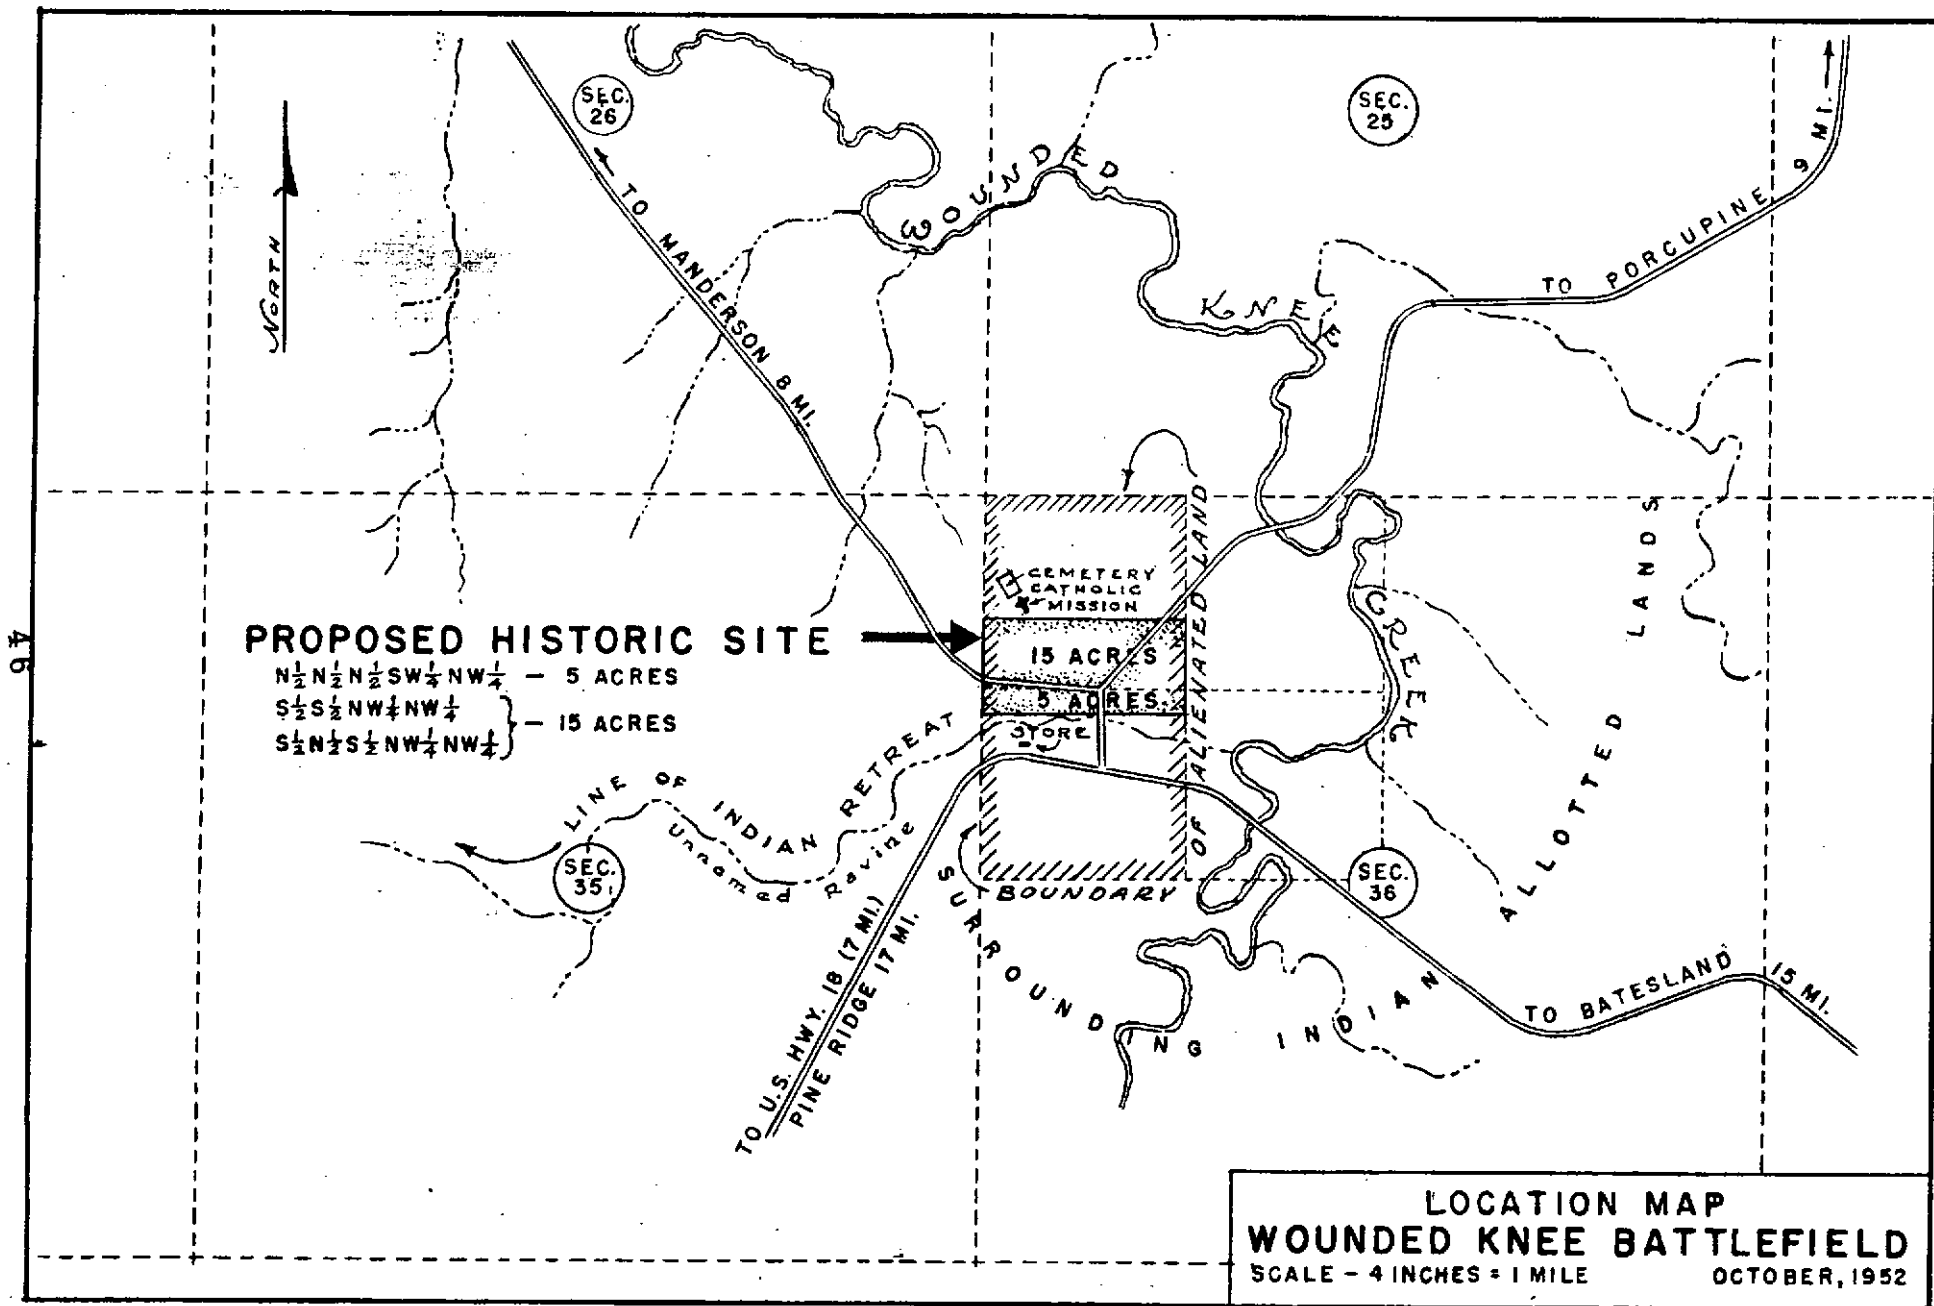 SEC.
26
SEC.
25
NORTH
TO MANDERSON 8 MI.
WOUNDED
KNEE
CREEK
TO PORCUPINE 9 MI.
CEMETERY
CATHOLIC
MISSION
PROPOSED HISTORIC SITE
N½N½N½SW¼NW¼ — 5 ACRES
S½S½NW¼NW¼
S½N½S½NW¼NW¼
} — 15 ACRES
15 ACRES
5 ACRES.
STORE
BOUNDARY
OF ALIENATED LAND
LINE OF INDIAN RETREAT
Unnamed Ravine
SEC.
35
SEC.
36
SURROUNDING INDIAN
ALLOTTED LANDS
TO U.S. HWY. 18 (7 MI.)
PINE RIDGE 17 MI.
TO BATESLAND 15 MI.
46
LOCATION MAP
WOUNDED KNEE BATTLEFIELD
SCALE - 4 INCHES = 1 MILE
OCTOBER, 1952